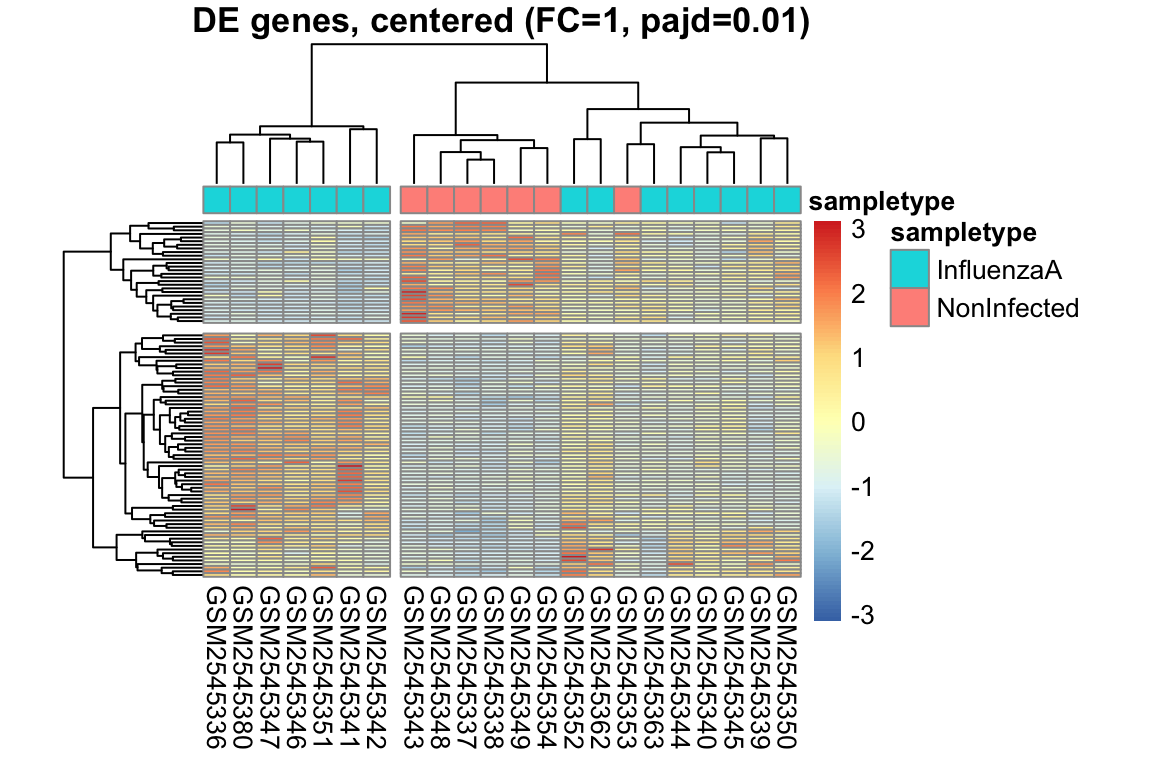 DE genes, centered (FC=1, pajd=0.01)
sampletype
sampletype
InfluenzaA
NonInfected
3
2
1
0
-1
-2
-3
GSM2545336
GSM2545380
GSM2545347
GSM2545346
GSM2545351
GSM2545341
GSM2545342
GSM2545343
GSM2545348
GSM2545337
GSM2545338
GSM2545349
GSM2545354
GSM2545352
GSM2545362
GSM2545353
GSM2545363
GSM2545344
GSM2545340
GSM2545345
GSM2545339
GSM2545350